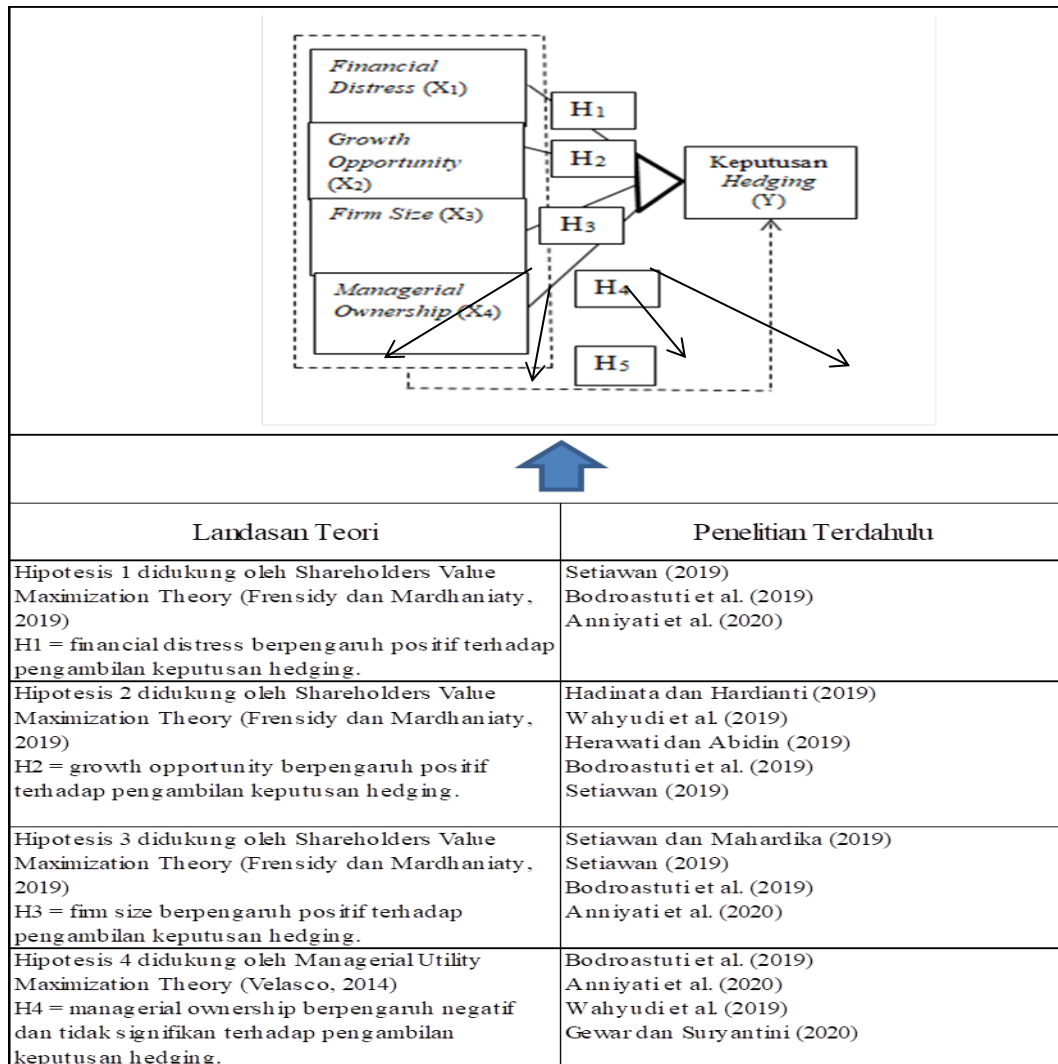 Financial
Distress (X1)
H1
Growth
Opportunity
(X2)
H2
Keputusan
Hedging
(Y)
Firm Size (X3)
H3
Managerial
Ownership (X4)
H4
H5
Landasan Teori
Penelitian Terdahulu
Hipotesis 1 didukung oleh Shareholders Value
Maximization Theory (Frensidy dan Mardhaniaty,
2019)
H1 = financial distress berpengaruh positif terhadap
pengambilan keputusan hedging.
Setiawan (2019)
Bodroastuti et al. (2019)
Anniyati et al. (2020)
Hipotesis 2 didukung oleh Shareholders Value
Maximization Theory (Frensidy dan Mardhaniaty,
2019)
H2 = growth opportunity berpengaruh positif
terhadap pengambilan keputusan hedging.
Hadinata dan Hardianti (2019)
Wahyudi et al. (2019)
Herawati dan Abidin (2019)
Bodroastuti et al. (2019)
Setiawan (2019)
Hipotesis 3 didukung oleh Shareholders Value
Maximization Theory (Frensidy dan Mardhaniaty,
2019)
H3 = firm size berpengaruh positif terhadap
pengambilan keputusan hedging.
Setiawan dan Mahardika (2019)
Setiawan (2019)
Bodroastuti et al. (2019)
Anniyati et al. (2020)
Hipotesis 4 didukung oleh Managerial Utility
Maximization Theory (Velasco, 2014)
H4 = managerial ownership berpengaruh negatif
dan tidak signifikan terhadap pengambilan
keputusan hedging.
Bodroastuti et al. (2019)
Anniyati et al. (2020)
Wahyudi et al. (2019)
Gewar dan Suryantini (2020)